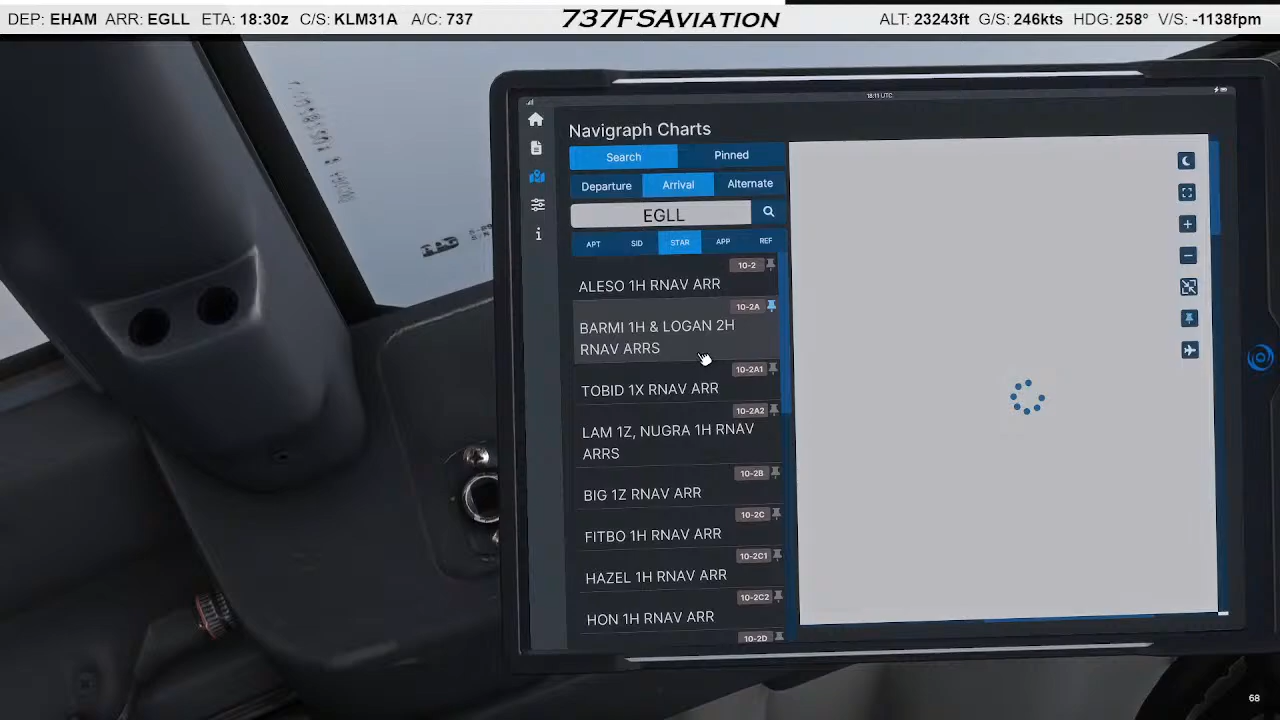 DEP: EHAM ARR: EGLL ETA: 18:30z C/S: KLM31A A/C: 737
737FSAVIATION
ALT: 23243ft G/S: 246kts HDG: 258° V/S: -1138fpm
18:11 UTC
Navigraph Charts
Search Pinned
Departure Arrival Alternate
EGLL
APT SID STAR APP REF
10-2
ALESO 1H RNAV ARR
10-2A
BARMI 1H & LOGAN 2H
RNAV ARRS
10-2A1
TOBID 1X RNAV ARR
10-2A2
LAM 1Z, NUGRA 1H RNAV
ARRS
10-2B
BIG 1Z RNAV ARR
10-2C
FITBO 1H RNAV ARR
10-2C1
HAZEL 1H RNAV ARR
10-2C2
HON 1H RNAV ARR
10-2D
68